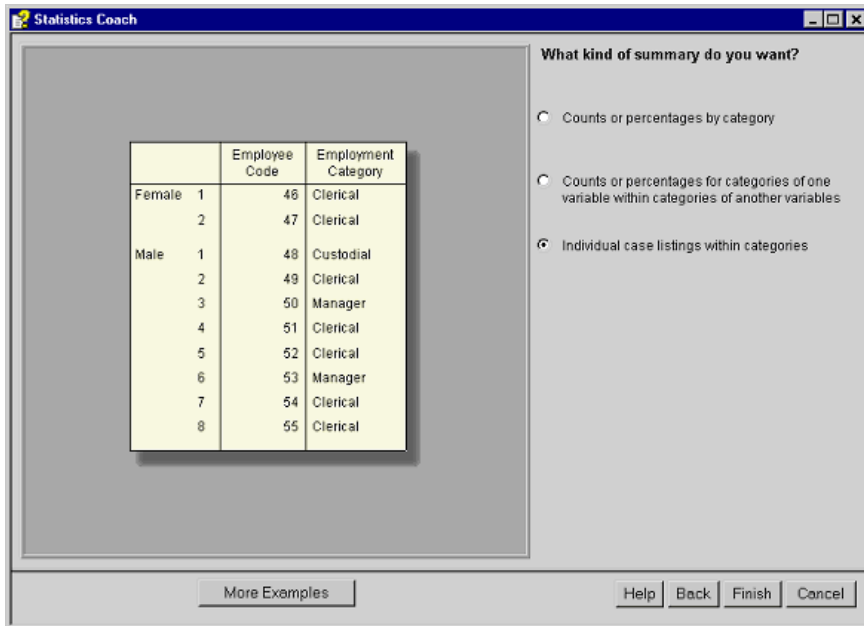 Statistics Coach
What kind of summary do you want?
Counts or percentages by category
Counts or percentages for categories of one
variable within categories of another variables
Individual case listings within categories
Employee Code Employment Category
Female 1 46 Clerical
2 47 Clerical
Male 1 48 Custodial
2 49 Clerical
3 50 Manager
4 51 Clerical
5 52 Clerical
6 53 Manager
7 54 Clerical
8 55 Clerical
More Examples
Help Back Finish Cancel